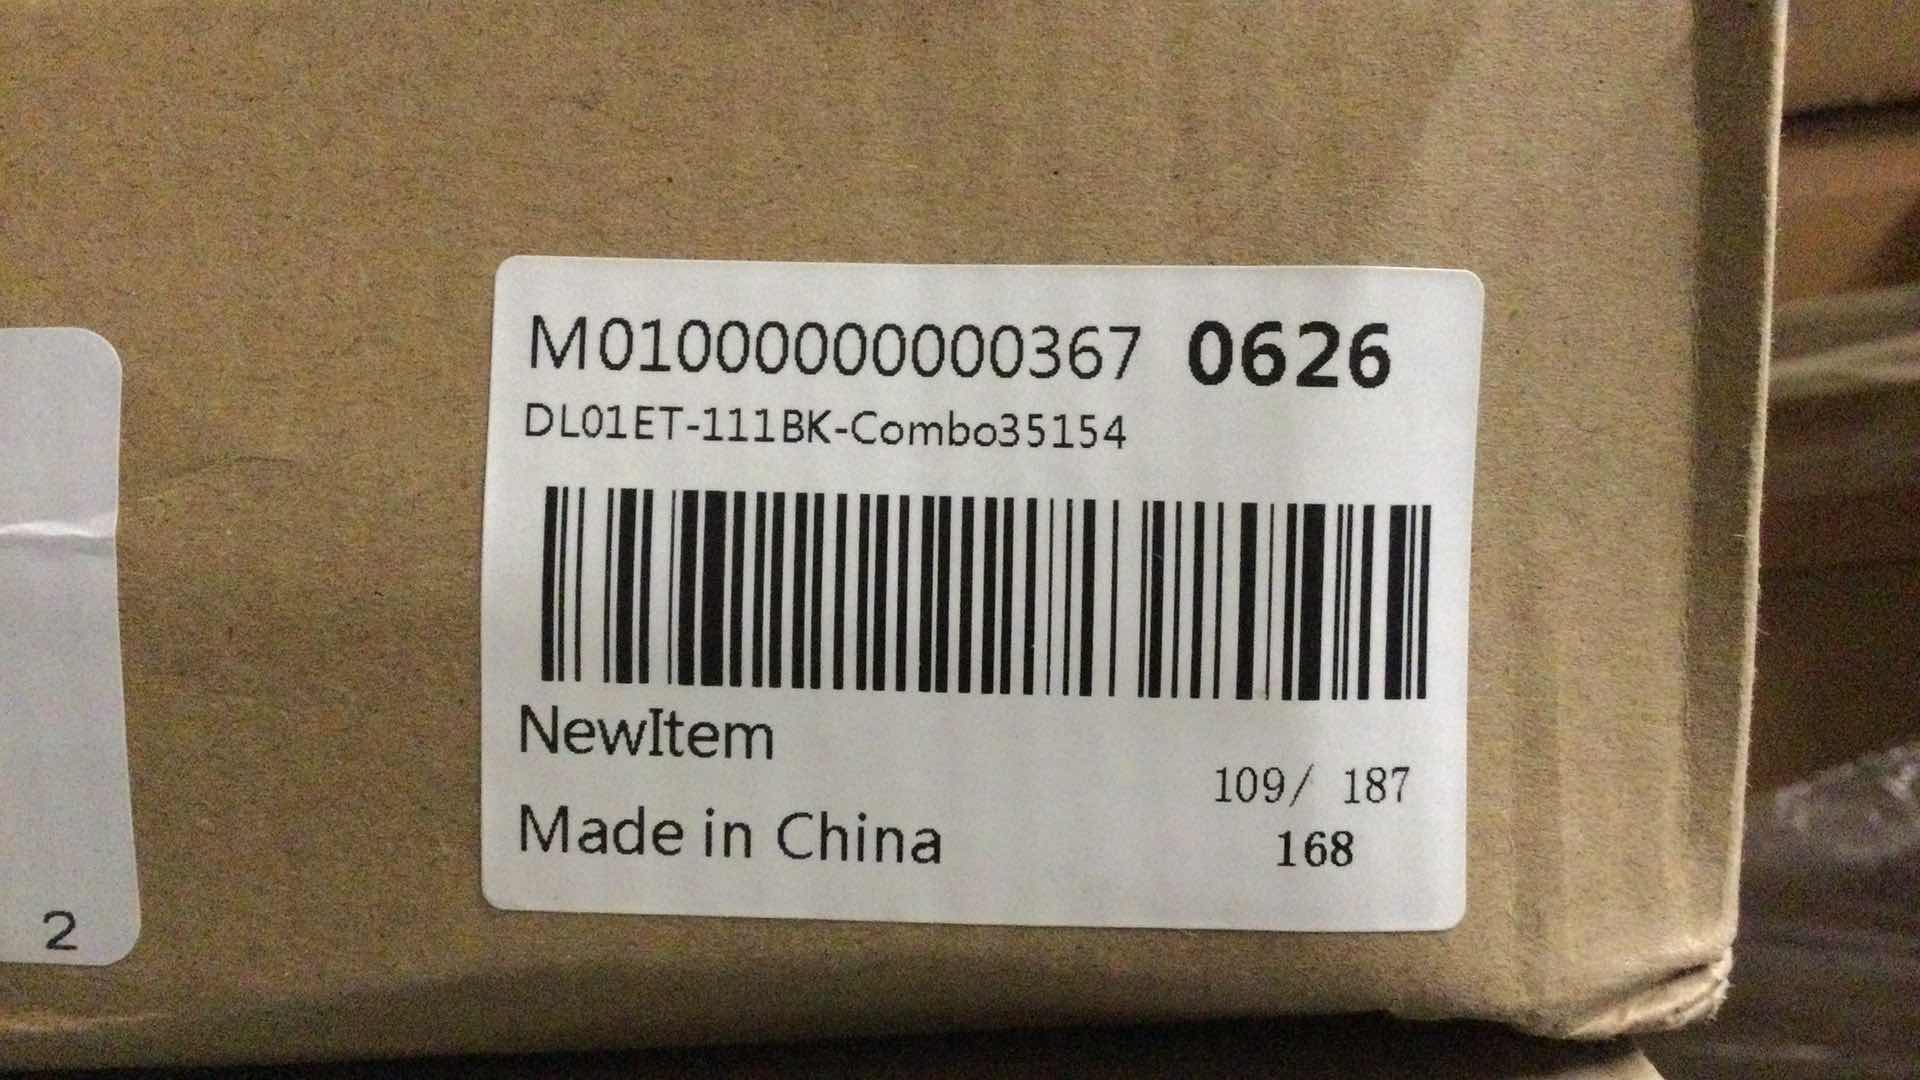 M01000000000367 0626
DL01ET-111BK-Combo35154
NewItem
109/ 187
Made in China
168
2